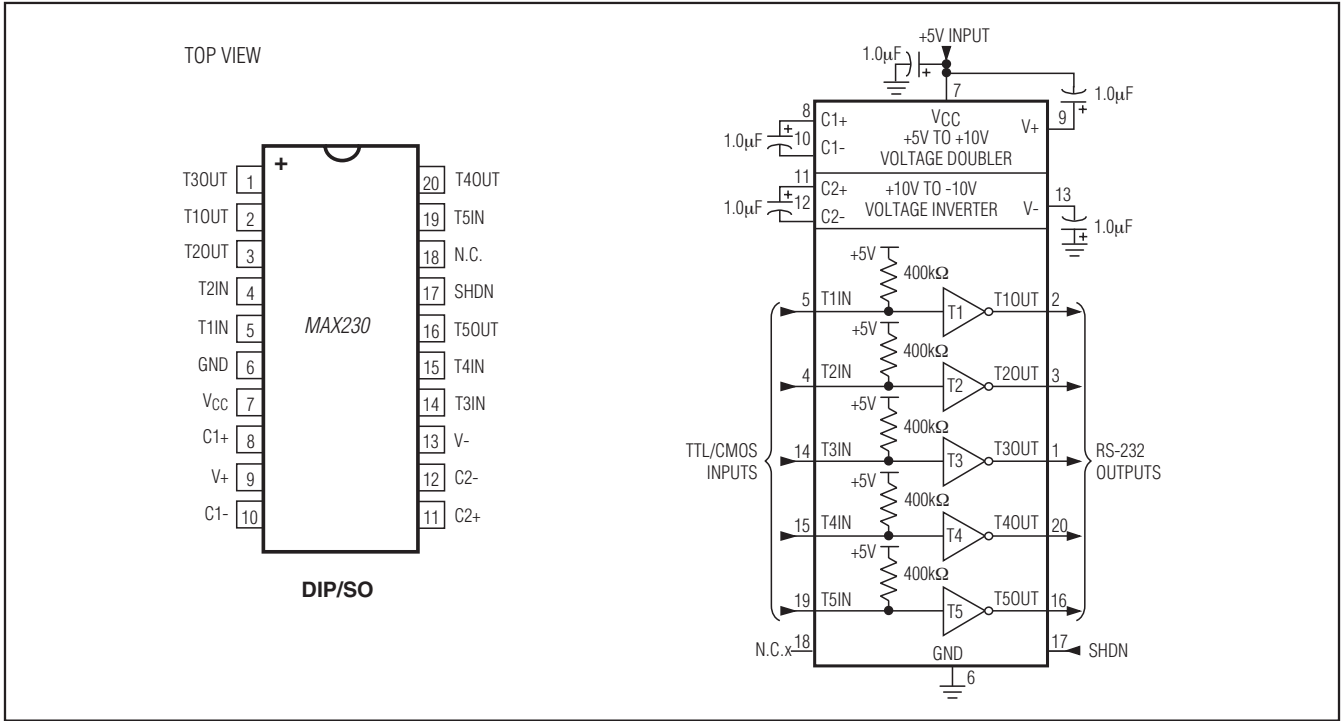 TOP VIEW
+
MAX230
T3OUT 1
T1OUT 2
T2OUT 3
T2IN 4
T1IN 5
GND 6
VCC 7
C1+ 8
V+ 9
C1- 10
20 T4OUT
19 T5IN
18 N.C.
17 SHDN
16 T5OUT
15 T4IN
14 T3IN
13 V-
12 C2-
11 C2+
DIP/SO
+5V INPUT
1.0µF
+
7
1.0µF
+
8 C1+
VCC
+5V TO +10V
VOLTAGE DOUBLER
V+ 9
1.0µF
+
10 C1-
11 C2+
+10V TO -10V
VOLTAGE INVERTER
V- 13
1.0µF
+
12 C2-
1.0µF
+
+5V
400kΩ
5 T1IN T1 T1OUT 2
+5V
400kΩ
4 T2IN T2 T2OUT 3
+5V
400kΩ
TTL/CMOS
INPUTS
14 T3IN T3 T3OUT 1
RS-232
OUTPUTS
+5V
400kΩ
15 T4IN T4 T4OUT 20
+5V
400kΩ
19 T5IN T5 T5OUT 16
N.C.x 18
GND
17 SHDN
6